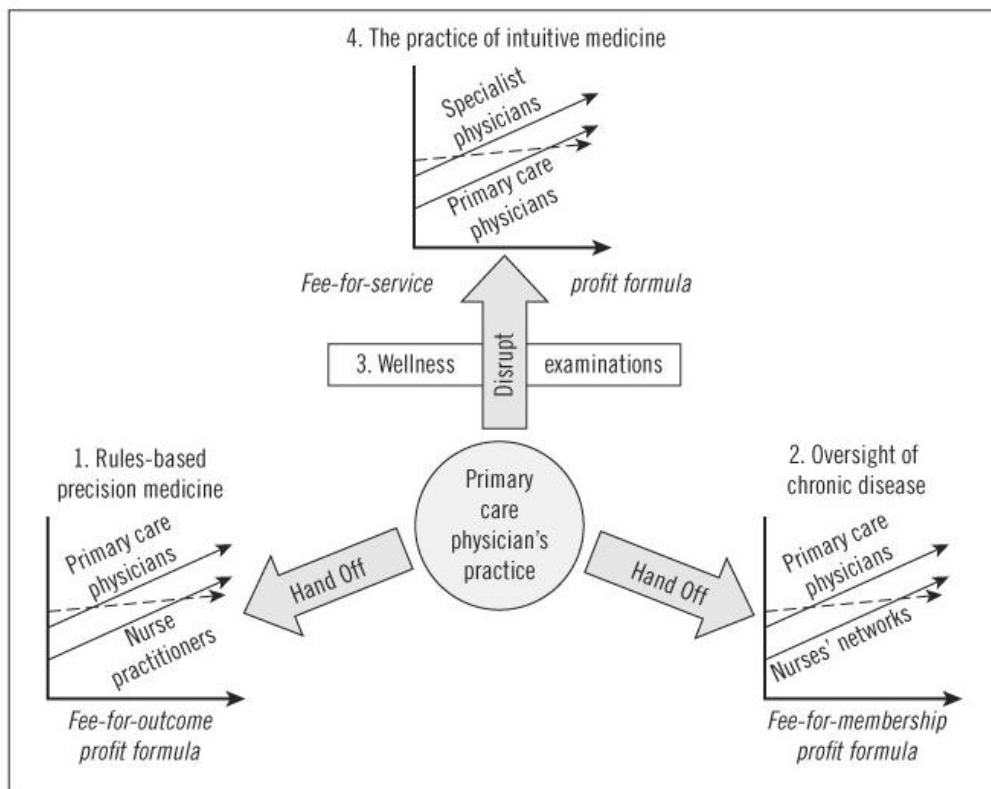 4. The practice of intuitive medicine
Specialist
physicians
Primary care
physicians
Fee-for-service
profit formula
Disrupt
3. Wellness
examinations
1. Rules-based
precision medicine
Primary care
physicians
Nurse
practitioners
Fee-for-outcome
profit formula
Hand Off
Primary
care
physician's
practice
Hand Off
2. Oversight of
chronic disease
Primary care
physicians
Nurses' networks
Fee-for-membership
profit formula